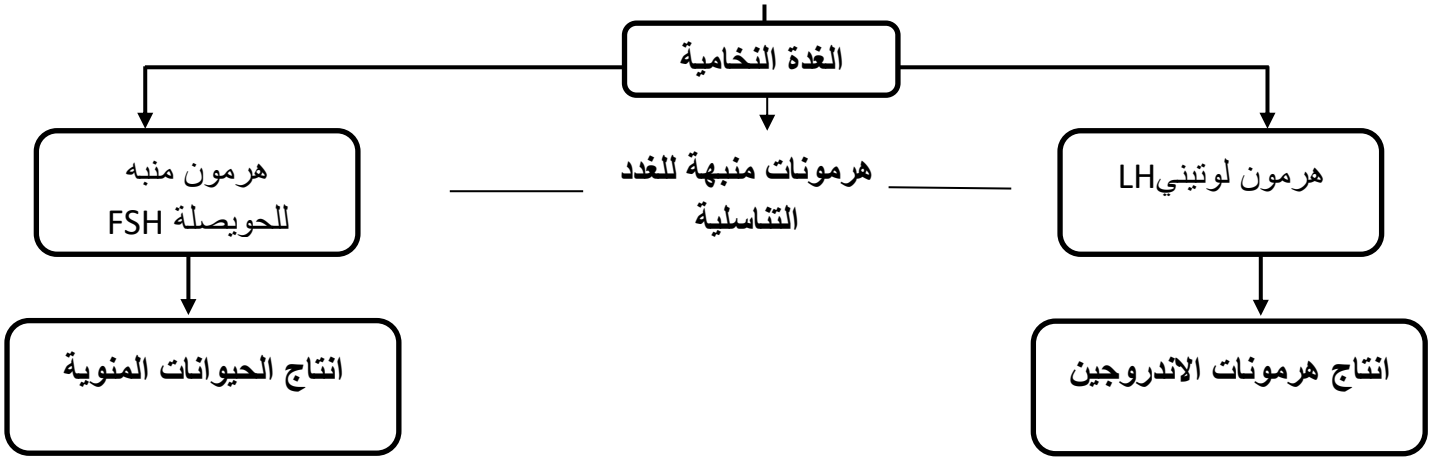 الغدة النخامية
هرمون لوتينيLH
هرمونات منبهة للغدد
التناسلية
هرمون منبه
للحويصلة FSH
انتاج هرمونات الاندروجين
انتاج الحيوانات المنوية